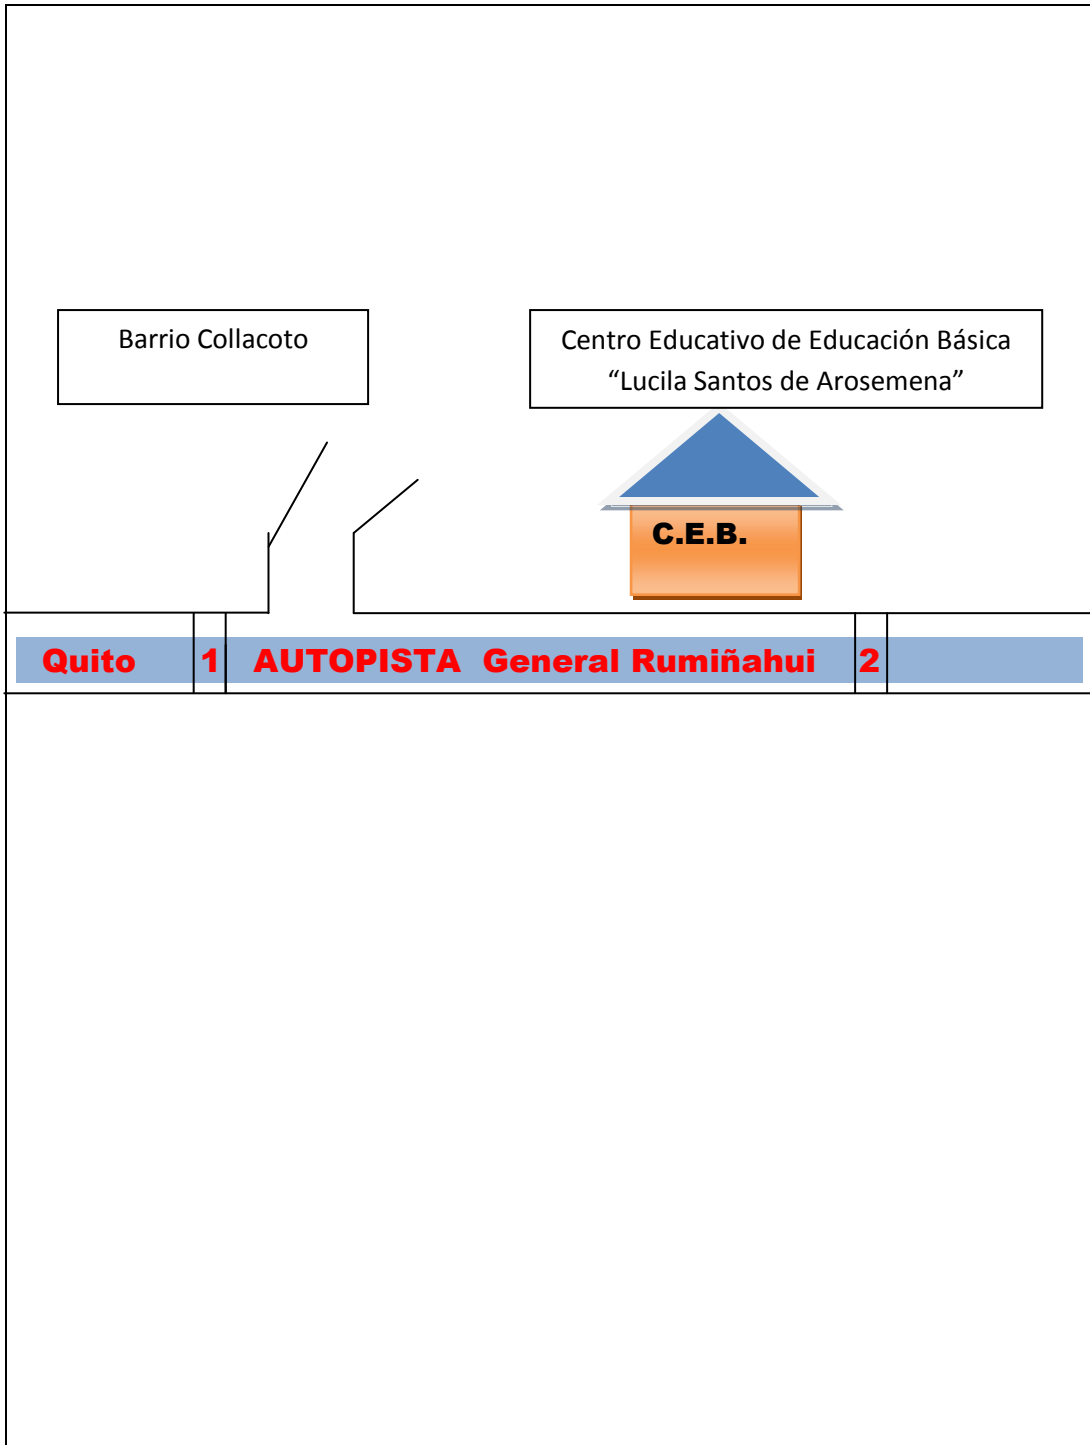 Barrio Collacoto
Centro Educativo de Educación Básica
“Lucila Santos de Arosemena”
C.E.B.
Quito 1 AUTOPISTA General Rumiñahui 2